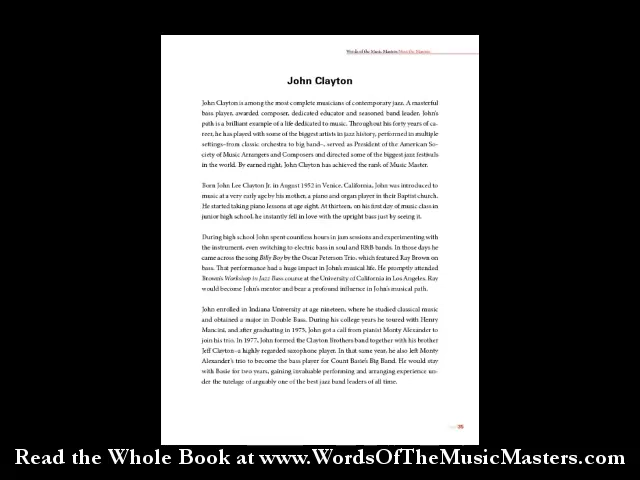 Words of the Music Masters Meet the Masters
John Clayton
John Clayton is among the most complete musicians of contemporary jazz. A masterful
bass player, awarded composer, dedicated educator and seasoned band leader. John's
path is a brilliant example of a life dedicated to music. Throughout his forty years of ca-
reer, he has played with some of the biggest artists in jazz history, performed in multiple
settings–from classic orchestra to big band–, served as President of the American So-
ciety of Music Arrangers and Composers and directed some of the biggest jazz festivals
in the world. By earned right, John Clayton has achieved the rank of Music Master.
Born John Lee Clayton Jr. in August 1952 in Venice, California, John was introduced to
music at a very early age by his mother, a piano and organ player in their Baptist church.
He started taking piano lessons at age eight. At thirteen, on his first day of music class in
junior high school, he instantly fell in love with the upright bass just by seeing it.
During high school John spent countless hours in jam sessions and experimenting with
the instrument, even switching to electric bass in soul and R&B bands. In those days he
came across the song Billy Boy by the Oscar Peterson Trio, which featured Ray Brown on
bass. That performance had a huge impact in John's musical life. He promptly attended
Brown's Workshop in Jazz Bass course at the University of California in Los Angeles. Ray
would become John's mentor and bear a profound influence in John's musical path.
John enrolled in Indiana University at age nineteen, where he studied classical music
and obtained a major in Double Bass. During his college years he toured with Henry
Mancini, and after graduating in 1975, John got a call from pianist Monty Alexander to
join his trio. In 1977, John formed the Clayton Brothers band together with his brother
Jeff Clayton–a highly regarded saxophone player. In that same year, he also left Monty
Alexander's trio to become the bass player for Count Basie's Big Band. He would stay
with Basie for two years, gaining invaluable performing and arranging experience un-
der the tutelage of arguably one of the best jazz band leaders of all time.
25
Read the Whole Book at www.WordsOfTheMusicMasters.com